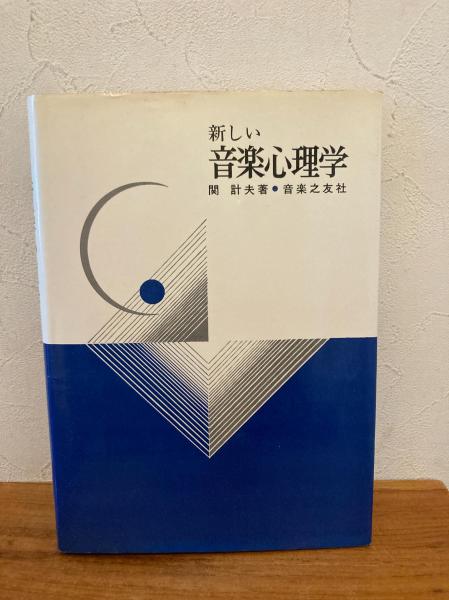 新しい
音楽心理学
関 計夫著●音楽之友社